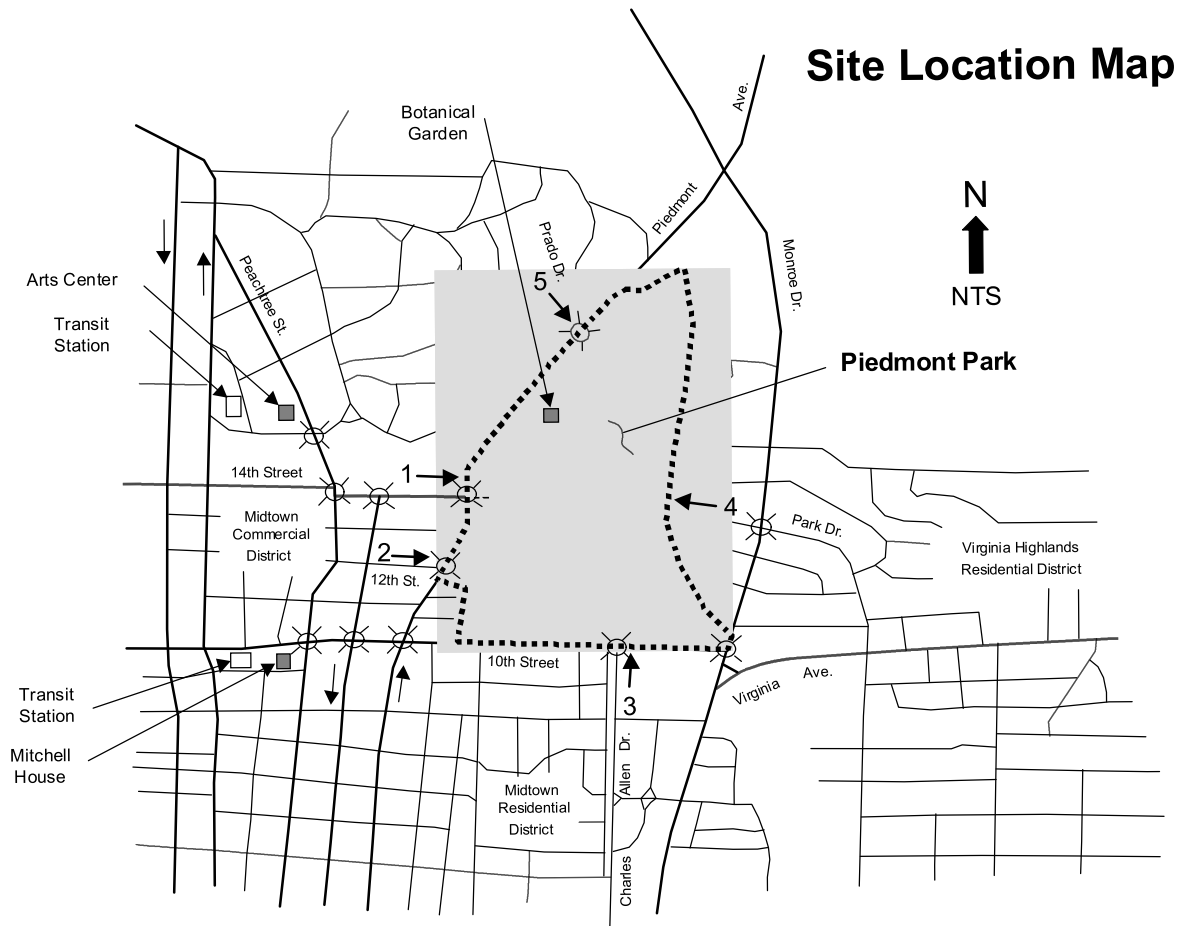 Site Location Map
Botanical
Garden
Ave.
Piedmont
Prado Dr.
N
NTS
Monroe Dr.
Peachtree St.
Arts Center
Transit
Station
5
Piedmont Park
14th Street
1
4
Park Dr.
Midtown
Commercial
District
2
12th St.
Virginia Highlands
Residential District
10th Street
3
Virginia Ave.
Transit
Station
Mitchell
House
Midtown
Residential
District
Charles Allen Dr.